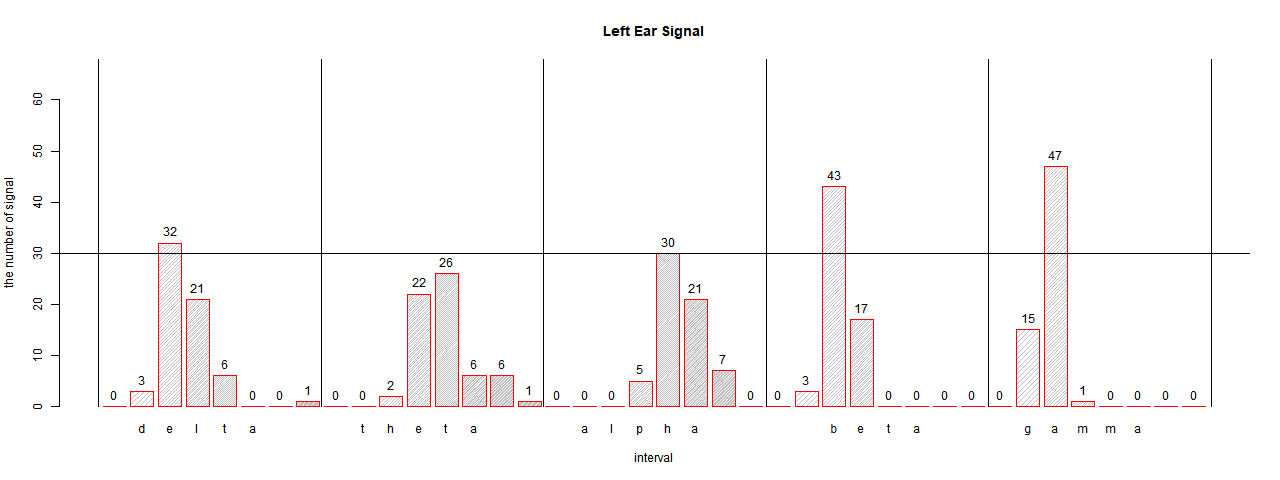 Left Ear Signal
the number of signal
60
50
40
30
20
10
0
0 3 32 21 6 0 0 1
0 0 2 22 26 6 6 1
0 0 0 5 30 21 7 0
0 3 43 17 0 0 0 0
0 15 47 1 0 0 0 0
d e l t a t h e t a a l p h a b e t a g a m m a
interval